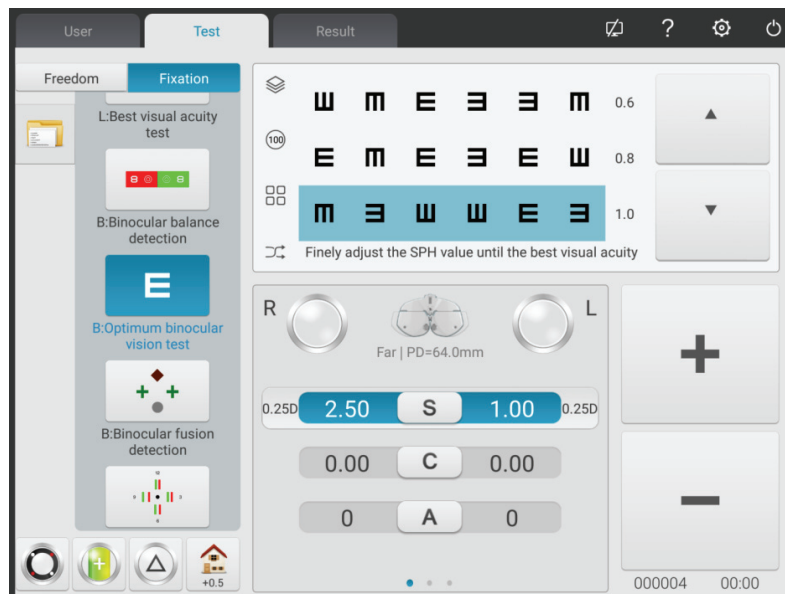 User
Test
Result
?
Freedom
Fixation
L:Best visual acuity
test
B:Binocular balance
detection
E
B:Optimum binocular
vision test
B:Binocular fusion
detection
+0.5
100
Ш m E Ǝ Ǝ m 0.6
E m E Ǝ E Ш 0.8
m Ǝ Ш Ш E Ǝ 1.0
Finely adjust the SPH value until the best visual acuity
R
L
Far | PD=64.0mm
0.25D 2.50 S 1.00 0.25D
0.00 C 0.00
0 A 0
+
−
000004 00:00